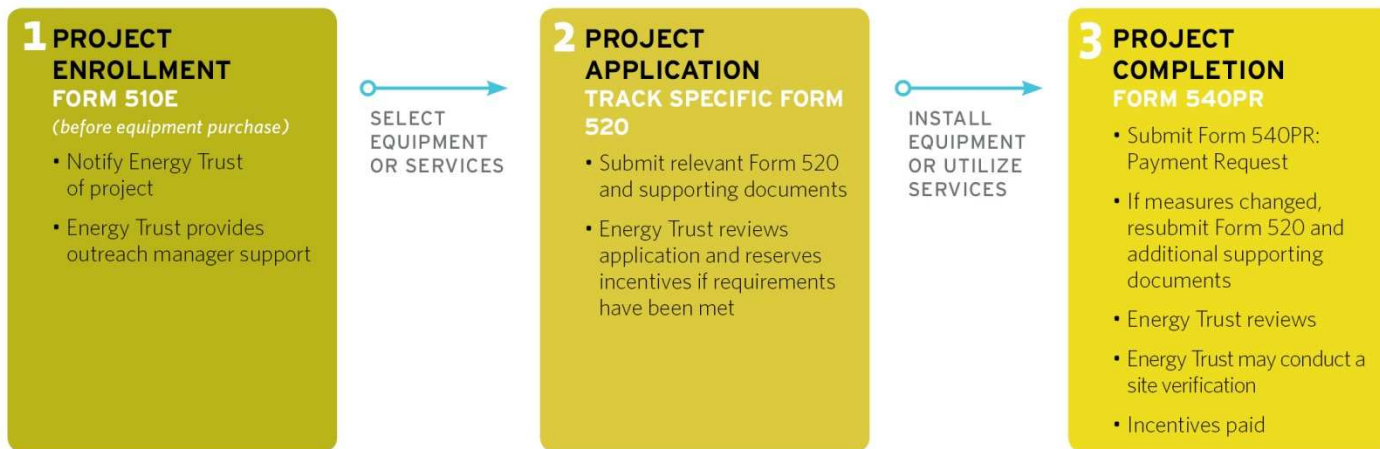 1 PROJECT
ENROLLMENT
FORM 510E
(before equipment purchase)
• Notify Energy Trust
of project
• Energy Trust provides
outreach manager support
SELECT
EQUIPMENT
OR SERVICES
2 PROJECT
APPLICATION
TRACK SPECIFIC FORM
520
• Submit relevant Form 520
and supporting documents
• Energy Trust reviews
application and reserves
incentives if requirements
have been met
INSTALL
EQUIPMENT
OR UTILIZE
SERVICES
3 PROJECT
COMPLETION
FORM 540PR
• Submit Form 540PR:
Payment Request
• If measures changed,
resubmit Form 520 and
additional supporting
documents
• Energy Trust reviews
• Energy Trust may conduct a
site verification
• Incentives paid